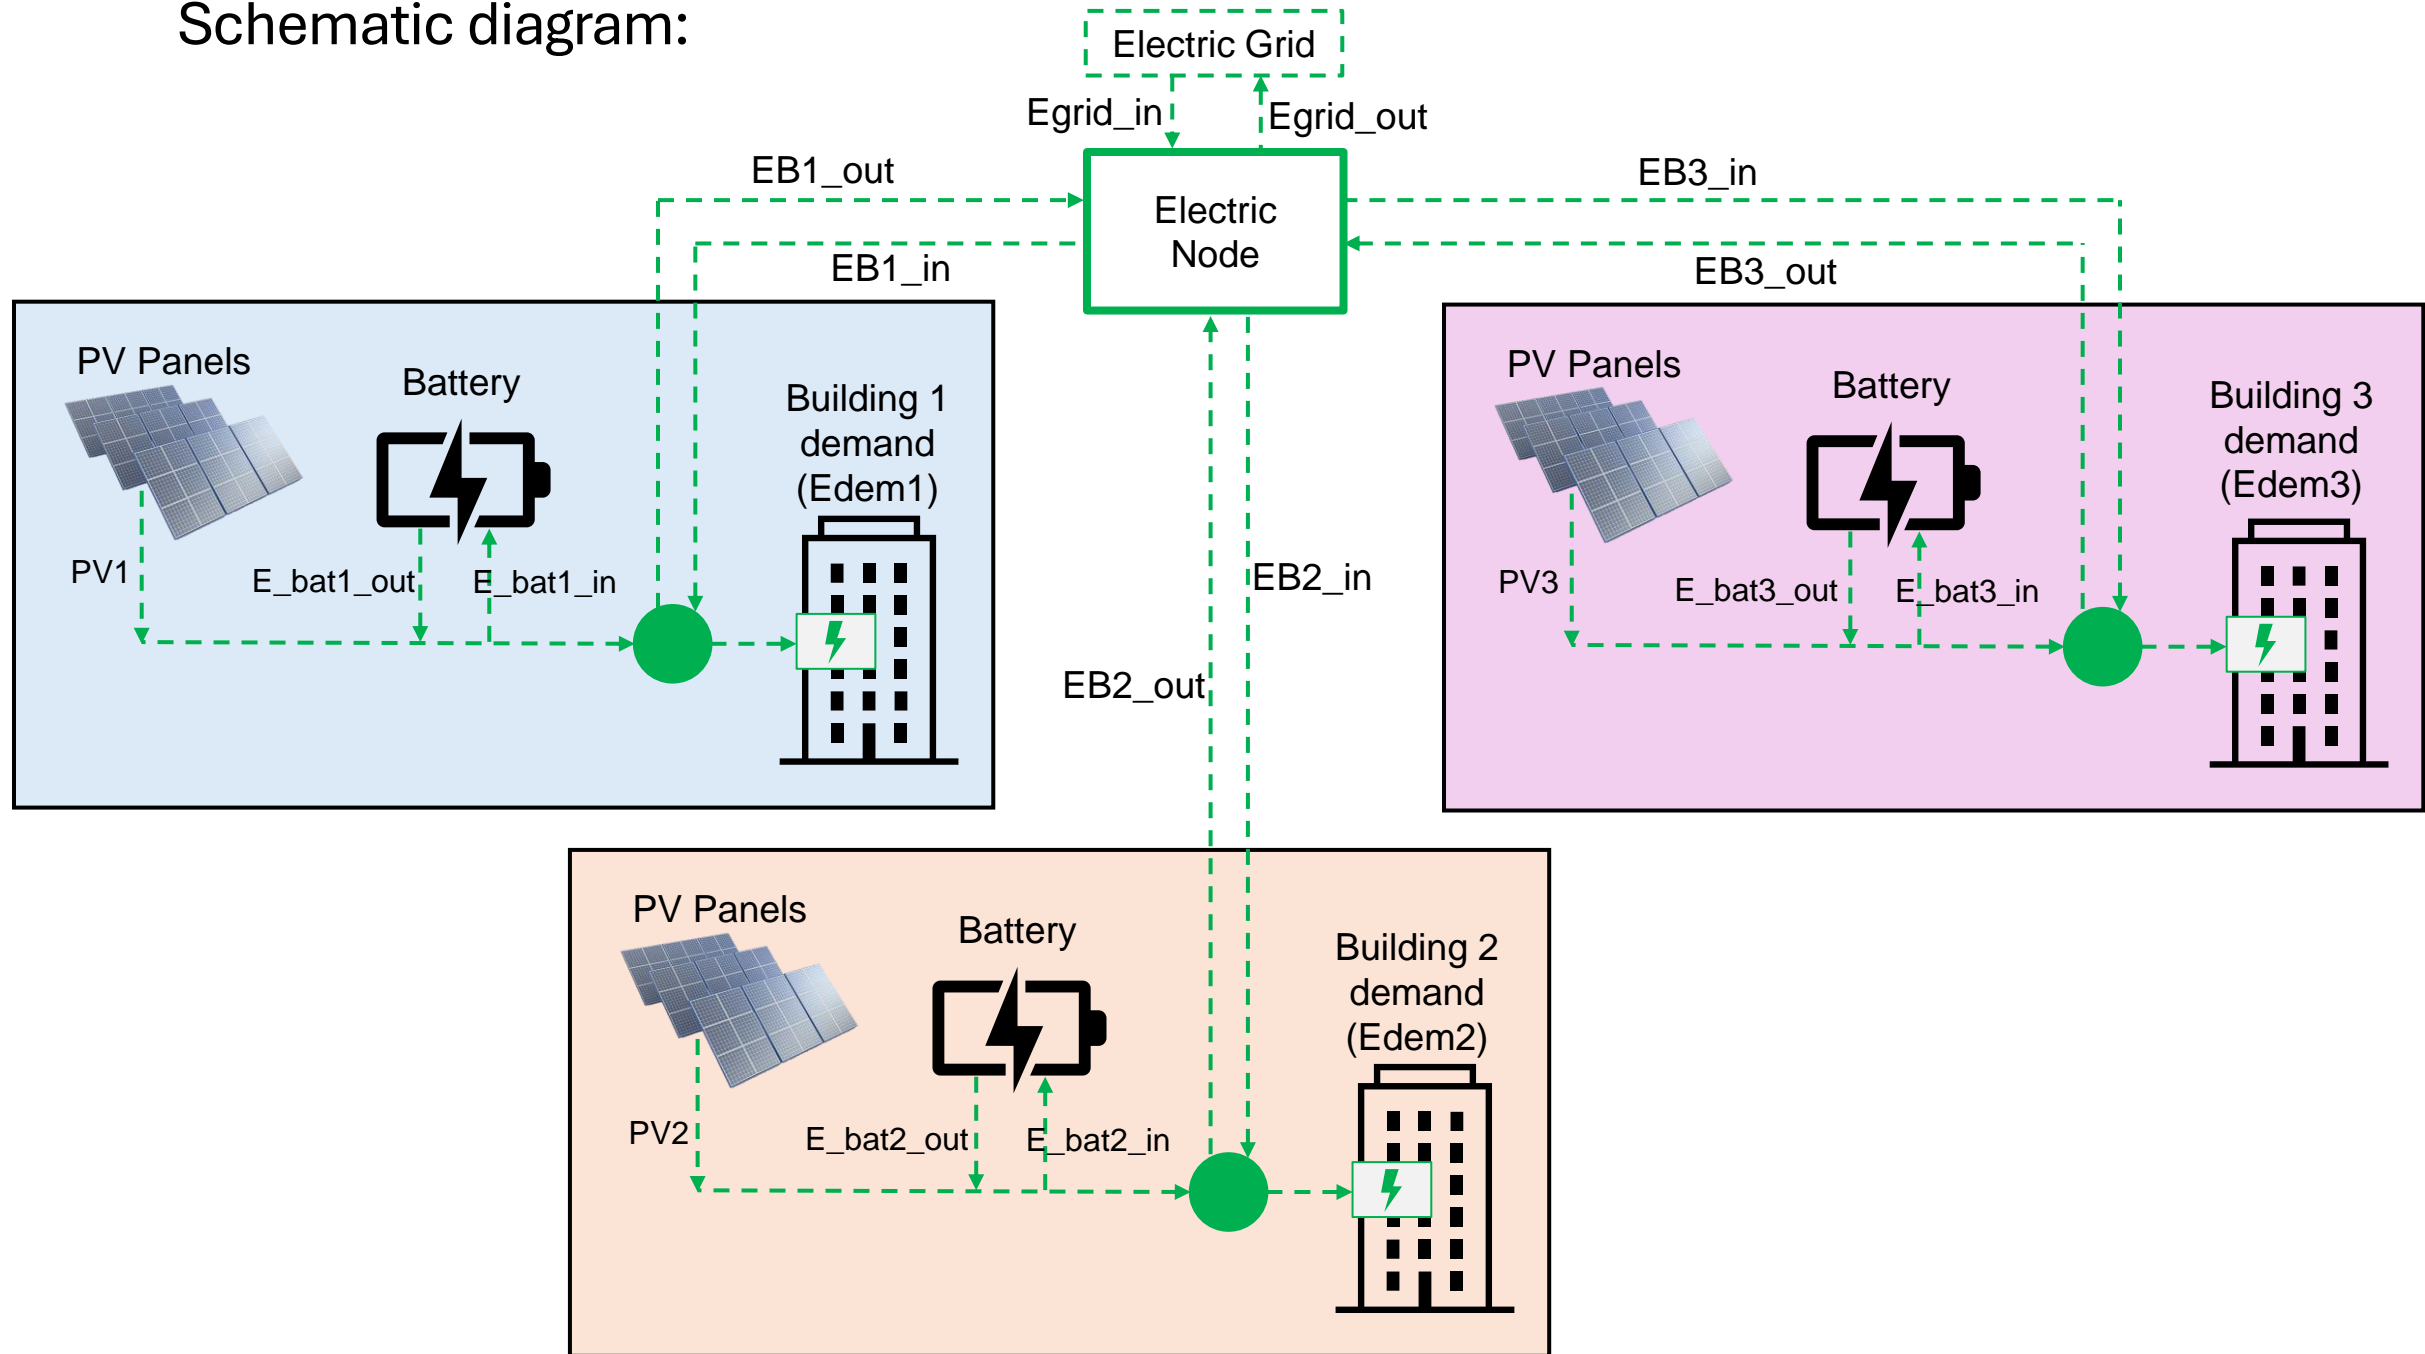 Schematic diagram:
Electric Grid
Egrid_in
Egrid_out
EB1_out
EB3_in
Electric
Node
EB1_in
EB3_out
PV Panels
Battery
Building 1
demand
(Edem1)
PV1
E_bat1_out
E_bat1_in
EB2_in
EB2_out
PV Panels
Battery
Building 3
demand
(Edem3)
PV3
E_bat3_out
E_bat3_in
PV Panels
Battery
Building 2
demand
(Edem2)
PV2
E_bat2_out
E_bat2_in